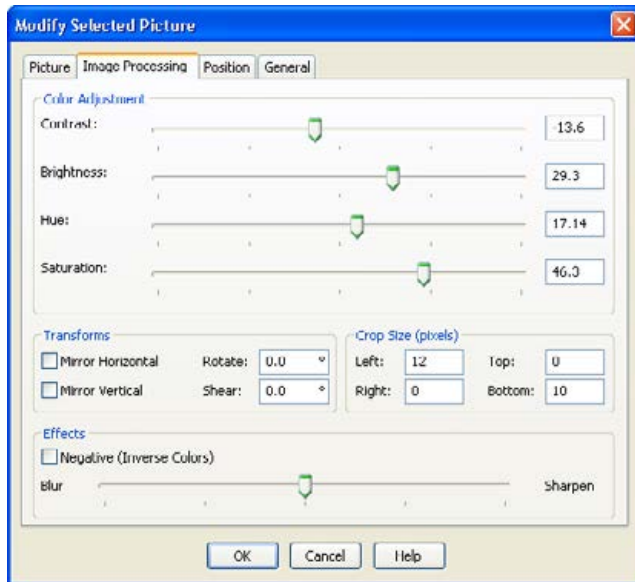 Modify Selected Picture
Picture Image Processing Position General
Color Adjustment
Contrast: -13.6
Brightness: 29.3
Hue: 17.14
Saturation: 46.3
Transforms
Mirror Horizontal Rotate: 0.0 °
Mirror Vertical Shear: 0.0 °
Crop Size (pixels)
Left: 12 Top: 0
Right: 0 Bottom: 10
Effects
Negative (Inverse Colors)
Blur Sharpen
OK Cancel Help